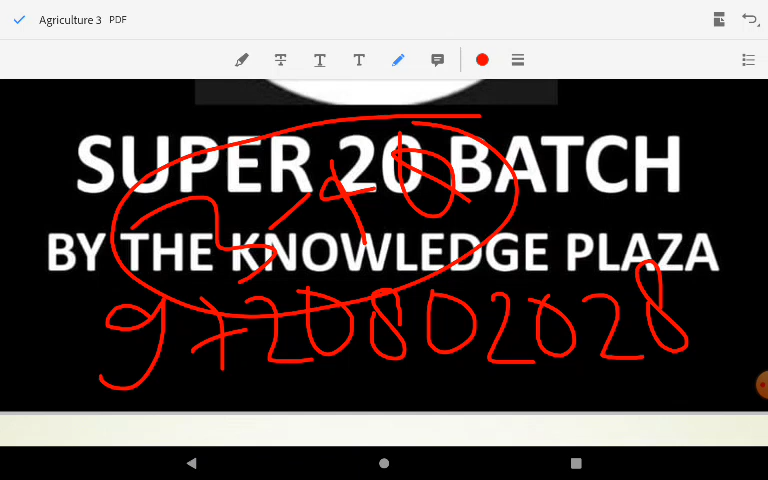 Agriculture 3 PDF
SUPER 20 BATCH
BY THE KNOWLEDGE PLAZA
9720802028